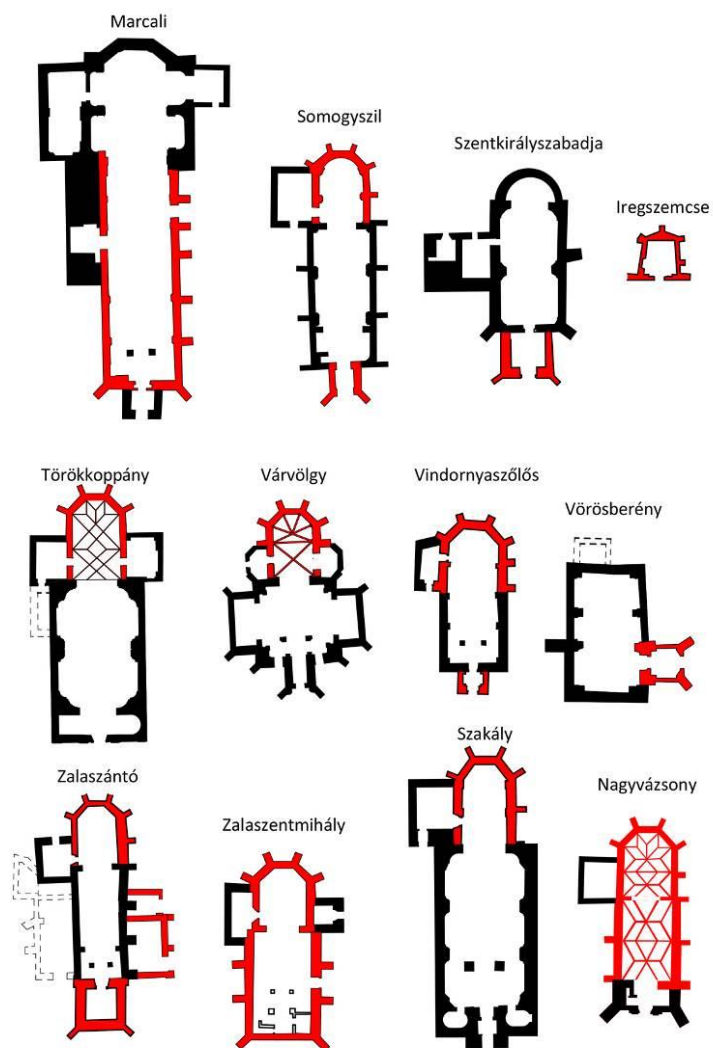 Marcali
Somogyszil
Szentkirályszabadja
Iregszemcse
Törökkoppány
Várvölgy
Vindornyaszőlős
Vörösberény
Zalaszántó
Zalaszentmihály
Szakály
Nagyvázsony